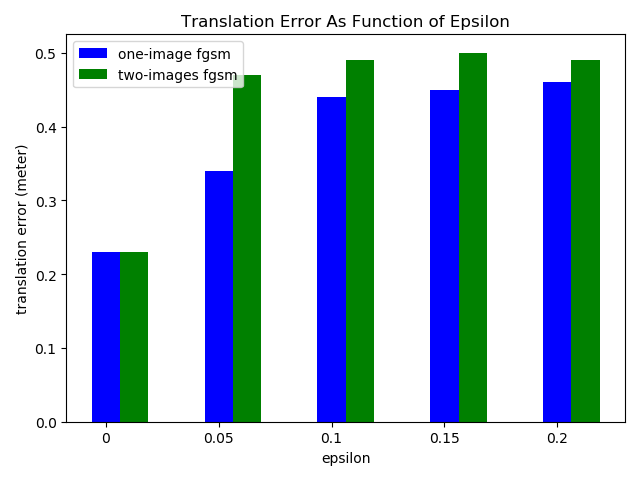 Translation Error As Function of Epsilon
one-image fgsm
two-images fgsm
0.5
0.4
0.3
0.2
0.1
0.0
translation error (meter)
0 0.05 0.1 0.15 0.2
epsilon